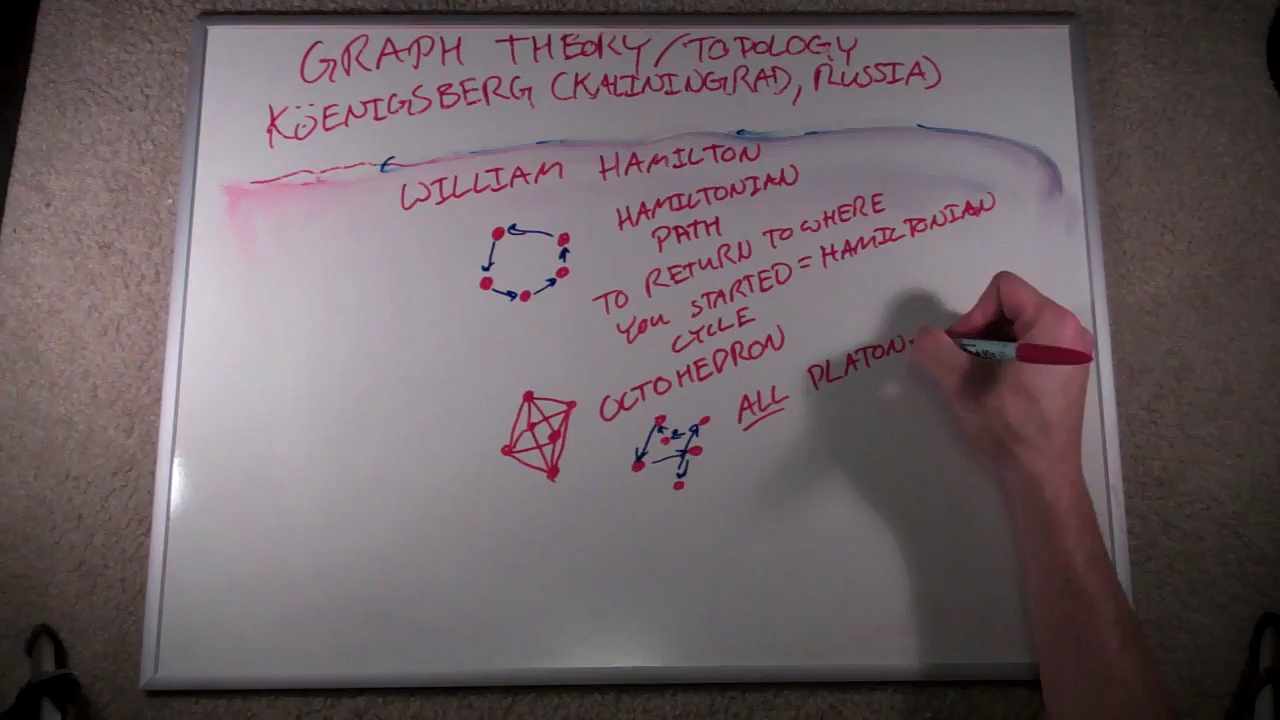 GRAPH THEORY/TOPOLOGY
KÖENIGSBERG (KALININGRAD, RUSSIA)
WILLIAM HAMILTON
HAMILTONIAN
PATH
TO RETURN TO WHERE
YOU STARTED = HAMILTONIAN
CYCLE
OCTOHEDRON
ALL PLATON